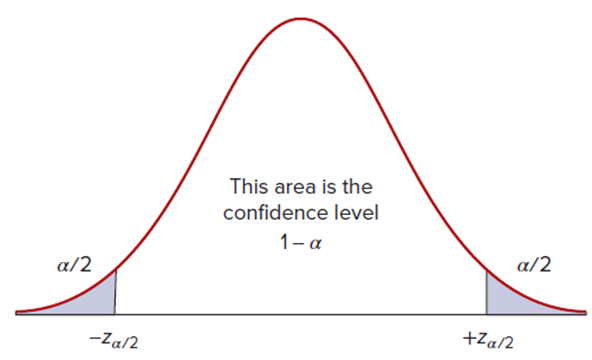 This area is the
confidence level
1 – α
α/2
α/2
−zα/2
+zα/2